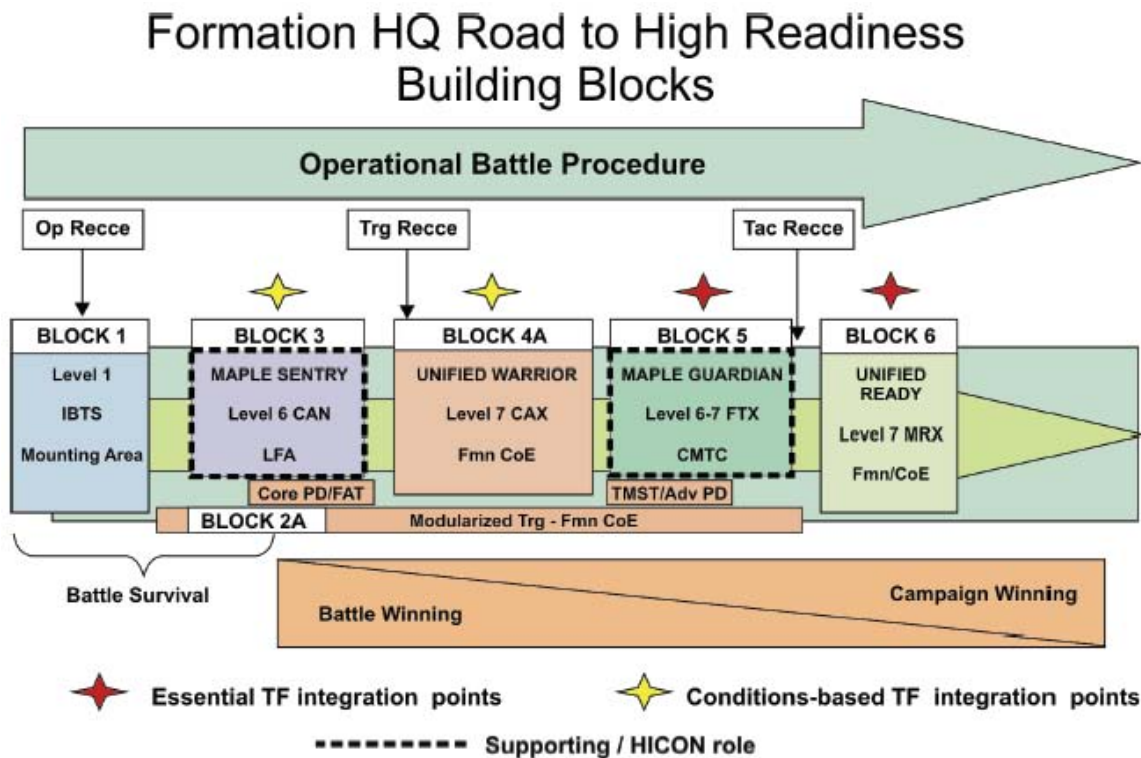 Formation HQ Road to High Readiness
Building Blocks
Operational Battle Procedure
Op Recce
Trg Recce
Tac Recce
BLOCK 1
Level 1
IBTS
Mounting Area
BLOCK 3
MAPLE SENTRY
Level 6 CAN
LFA
BLOCK 4A
UNIFIED WARRIOR
Level 7 CAX
Fmn CoE
BLOCK 5
MAPLE GUARDIAN
Level 6-7 FTX
CMTC
BLOCK 6
UNIFIED
READY
Level 7 MRX
Fmn/CoE
Core PD/FAT
TMST/Adv PD
BLOCK 2A
Modularized Trg - Fmn CoE
Battle Survival
Battle Winning
Campaign Winning
Essential TF integration points
Conditions-based TF integration points
Supporting / HICON role